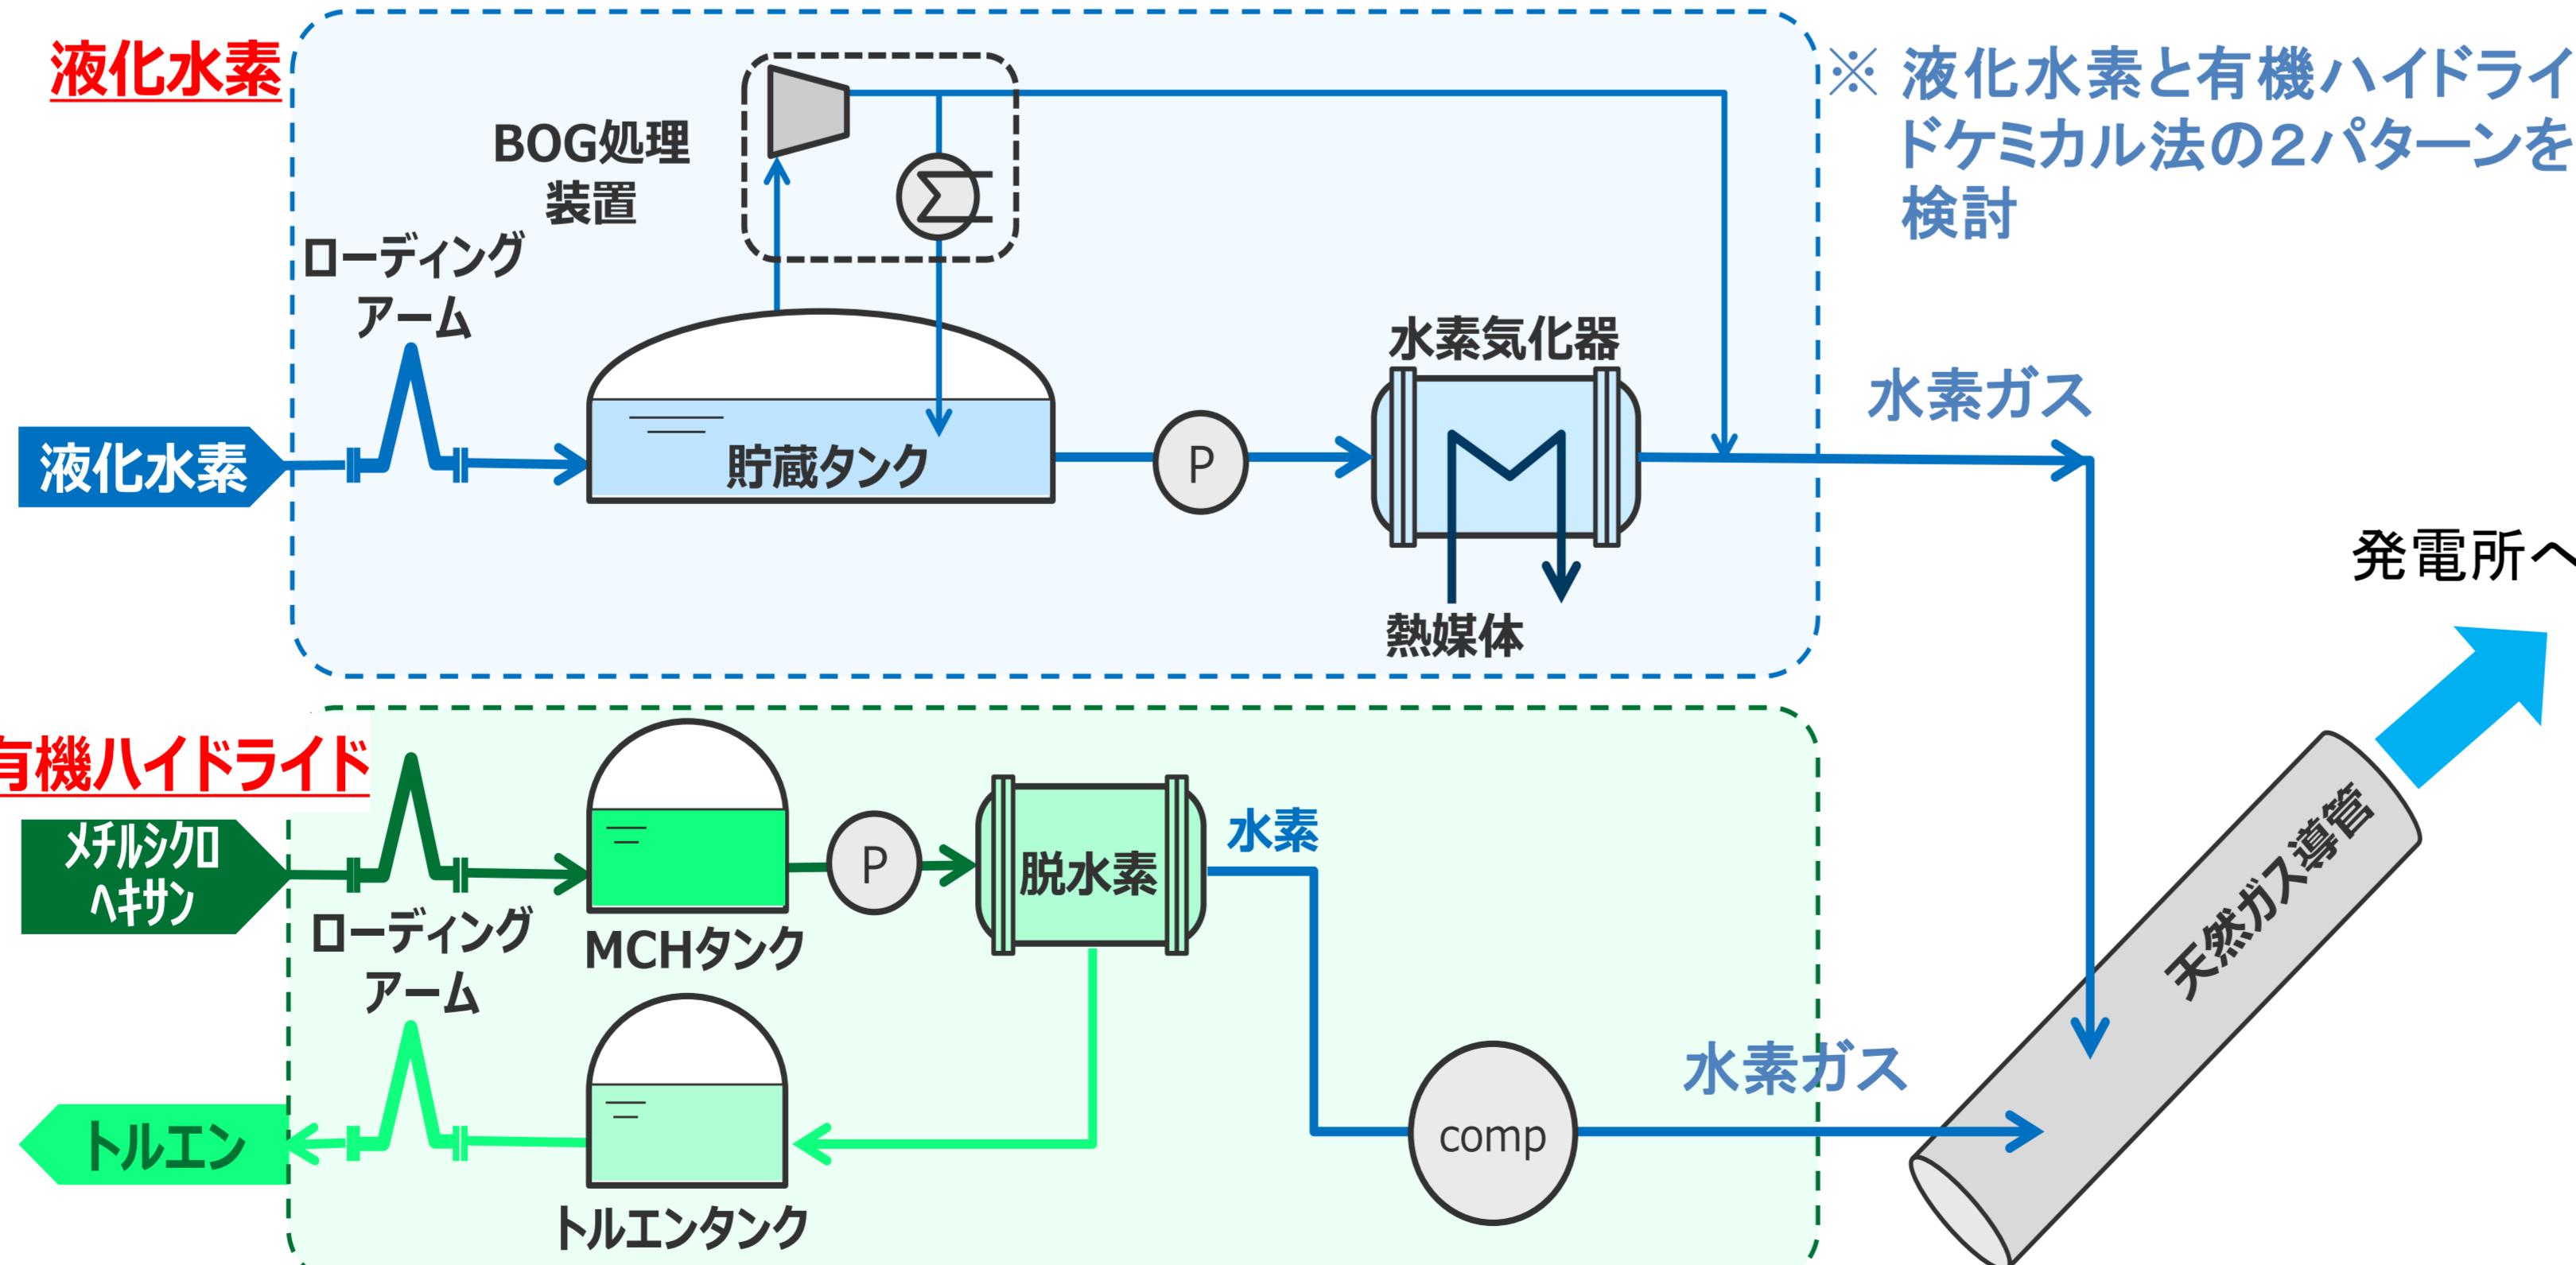 液化水素
※ 液化水素と有機ハイドライ
ドケミカル法の２パターンを
検討
BOG処理
装置
ローディング
アーム
水素気化器
水素ガス
液化水素
貯蔵タンク
P
発電所へ
熱媒体
有機ハイドライド
メチルシクロ
ヘキサン
水素
P
脱水素
天然ガス導管
ローディング
アーム
MCHタンク
水素ガス
トルエン
comp
トルエンタンク